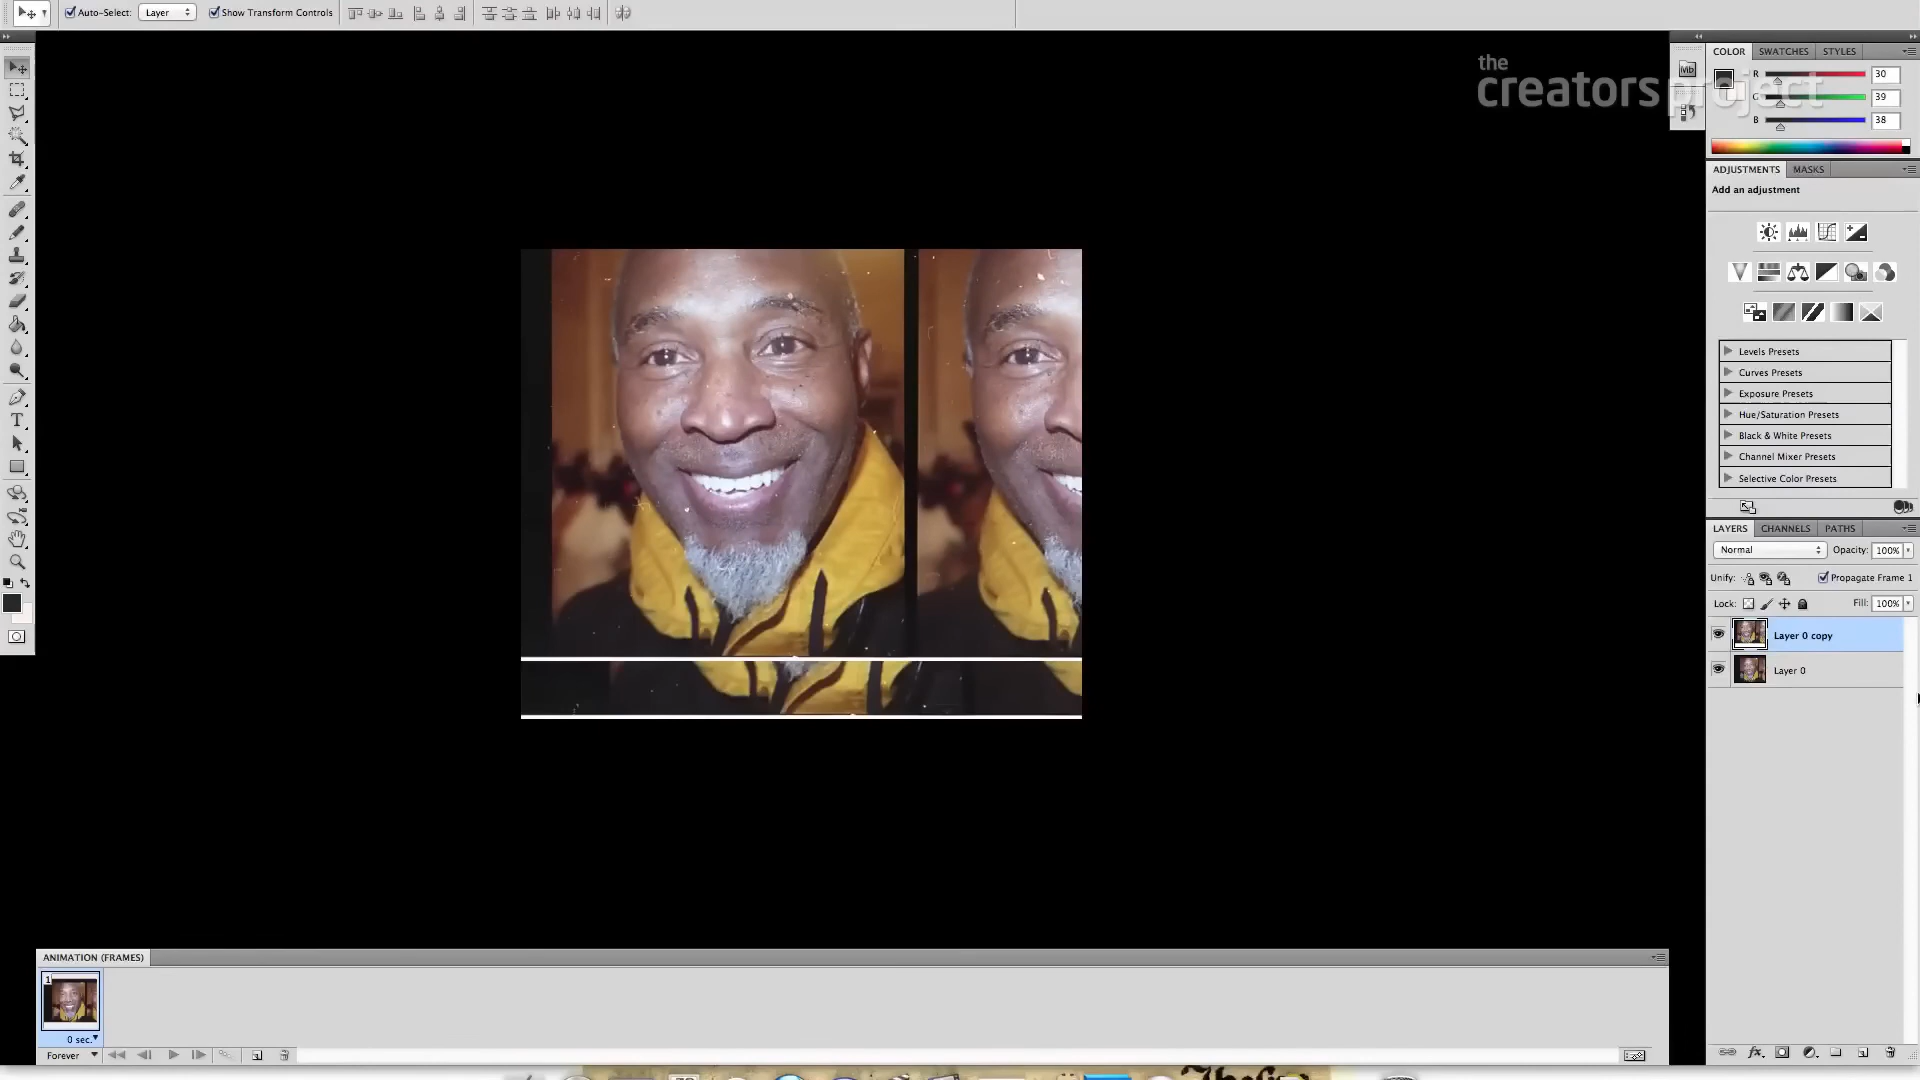 Auto-Select: Layer Show Transform Controls
the
creators project
COLOR SWATCHES STYLES
R 30
G 39
B 38
Mb
ADJUSTMENTS MASKS
Add an adjustment
Levels Presets
Curves Presets
Exposure Presets
Hue/Saturation Presets
Black & White Presets
Channel Mixer Presets
Selective Color Presets
LAYERS CHANNELS PATHS
Normal Opacity: 100%
Unify: Propagate Frame 1
Lock: Fill: 100%
Layer 0 copy
Layer 0
T
ANIMATION (FRAMES)
1
0 sec.
Forever
fx